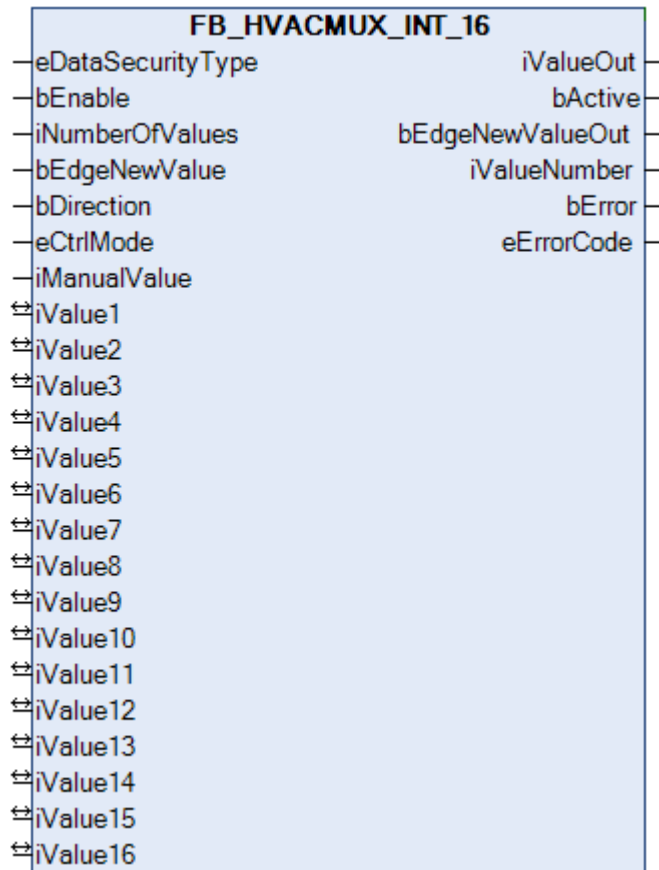 FB_HVACMUX_INT_16
eDataSecurityType iValueOut
bEnable bActive
iNumberOfValues bEdgeNewValueOut
bEdgeNewValue iValueNumber
bDirection bError
eCtrlMode eErrorCode
iManualValue
iValue1
iValue2
iValue3
iValue4
iValue5
iValue6
iValue7
iValue8
iValue9
iValue10
iValue11
iValue12
iValue13
iValue14
iValue15
iValue16